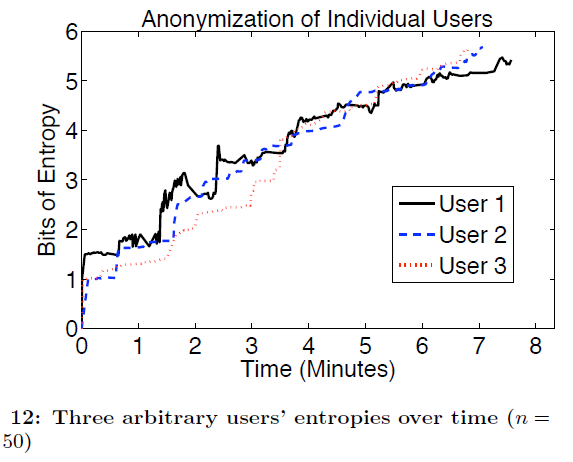 Anonymization of Individual Users
6
5
4
3
2
1
0
Bits of Entropy
User 1
User 2
User 3
0 1 2 3 4 5 6 7 8
Time (Minutes)
12: Three arbitrary users' entropies over time (n =
50)